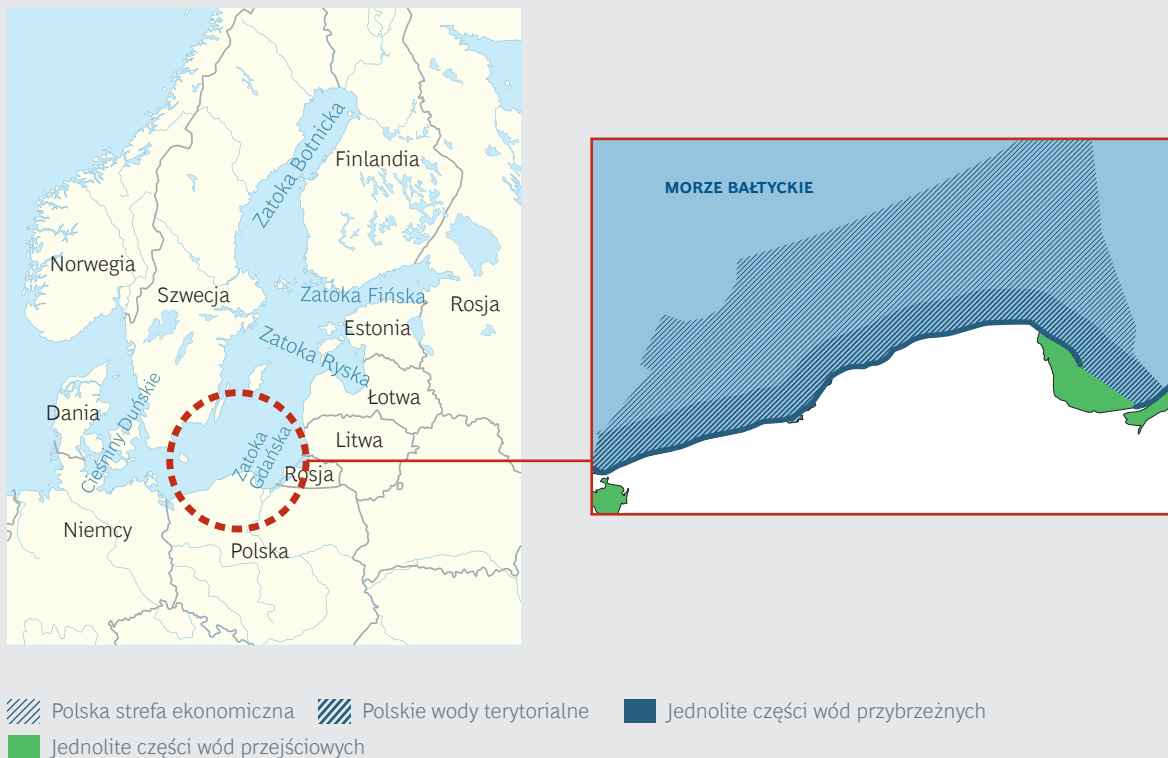 Zatoka Botnicka
Finlandia
Norwegia
Szwecja
Zatoka Fińska
Rosja
Estonia
Zatoka Ryska
Łotwa
Dania
Cieśniny Duńskie
Litwa
Zatoka
Gdańska
Rosja
Niemcy
Polska
MORZE BAŁTYCKIE
Polska strefa ekonomiczna
Polskie wody terytorialne
Jednolite części wód przybrzeżnych
Jednolite części wód przejściowych